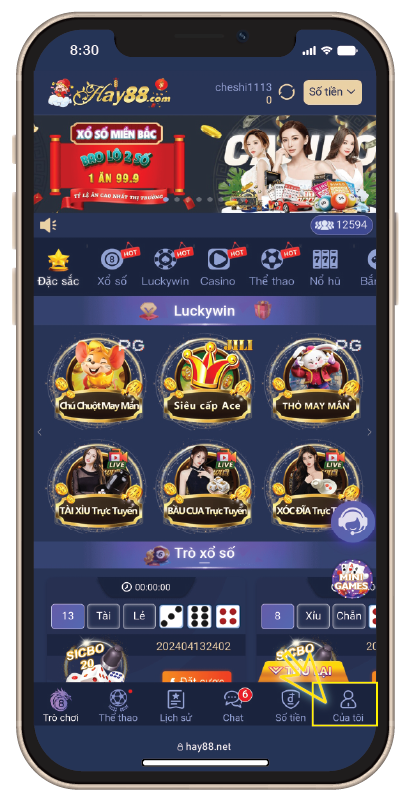 8:30
Hay88.com
cheshi1113
0
Số tiền
XỔ SỐ MIỀN BẮC
BAO LÔ 2 SỐ
1 ĂN 99.9
TỶ LỆ ĂN CAO NHẤT THỊ TRƯỜNG
CASINO
12594
HOT HOT HOT HOT
Đặc sắc Xổ số Luckywin Casino Thể thao Nổ hũ Bắ
Luckywin
PG JILI PG
Chú Chuột May Mắn Siêu cấp Ace THỎ MAY MẮN
LIVE LIVE LIVE
TÀI XỈU Trực Tuyến BẦU CUA Trực Tuyến XÓC ĐĨA Trực T
Trò xổ số
MINI GAMES
00:00:00
13 Tài Lẻ 8 Xỉu Chẵn
202404132402 20240
SICBO 20 SICBO
Đặt cược
6
Trò chơi Thể thao Lịch sử Chat Số tiền Của tôi
hay88.net